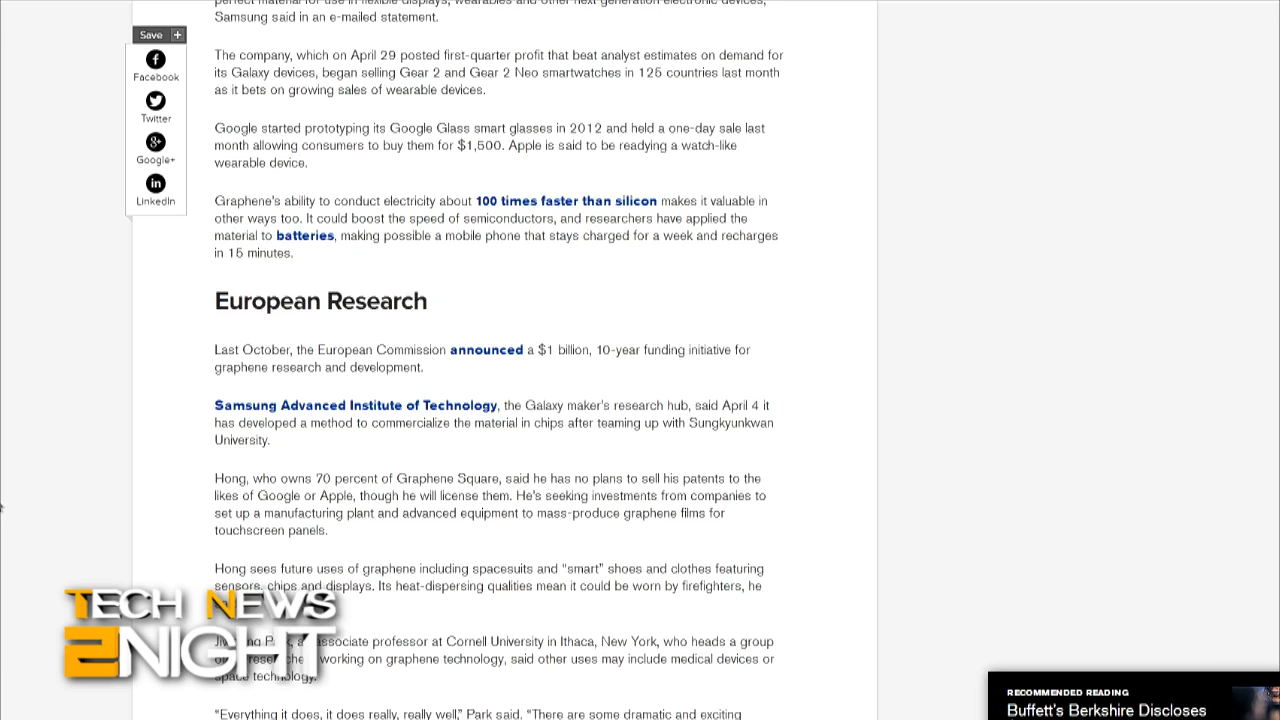 perfect material for use in flexible displays, wearables and other next generation electronic devices,
Samsung said in an e-mailed statement.
Save +
Facebook
Twitter
Google+
LinkedIn
The company, which on April 29 posted first-quarter profit that beat analyst estimates on demand for
its Galaxy devices, began selling Gear 2 and Gear 2 Neo smartwatches in 125 countries last month
as it bets on growing sales of wearable devices.
Google started prototyping its Google Glass smart glasses in 2012 and held a one-day sale last
month allowing consumers to buy them for $1,500. Apple is said to be readying a watch-like
wearable device.
Graphene's ability to conduct electricity about 100 times faster than silicon makes it valuable in
other ways too. It could boost the speed of semiconductors, and researchers have applied the
material to batteries, making possible a mobile phone that stays charged for a week and recharges
in 15 minutes.
European Research
Last October, the European Commission announced a $1 billion, 10-year funding initiative for
graphene research and development.
Samsung Advanced Institute of Technology, the Galaxy maker's research hub, said April 4 it
has developed a method to commercialize the material in chips after teaming up with Sungkyunkwan
University.
Hong, who owns 70 percent of Graphene Square, said he has no plans to sell his patents to the
likes of Google or Apple, though he will license them. He's seeking investments from companies to
set up a manufacturing plant and advanced equipment to mass-produce graphene films for
touchscreen panels.
Hong sees future uses of graphene including spacesuits and “smart” shoes and clothes featuring
sensors, chips and displays. Its heat-dispersing qualities mean it could be worn by firefighters, he
associate professor at Cornell University in Ithaca, New York, who heads a group
working on graphene technology, said other uses may include medical devices or
space technology.
“Everything it does, it does really, really well,” Park said. “There are some dramatic and exciting
TECH NEWS
2NIGHT
RECOMMENDED READING
Buffett's Berkshire Discloses